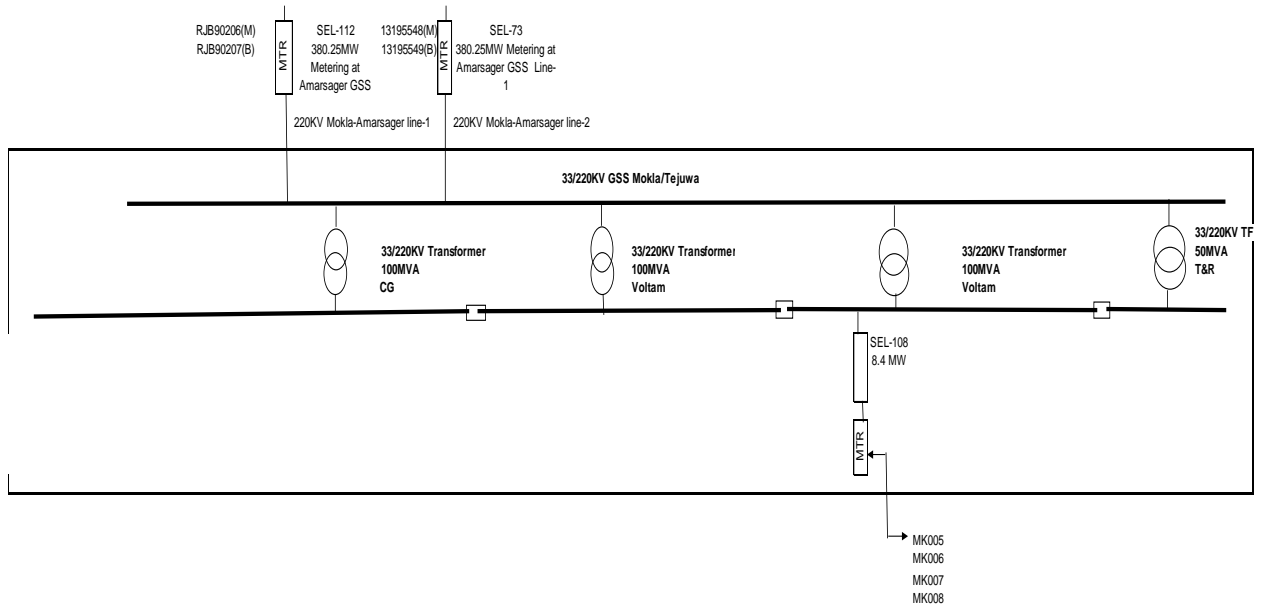 RJB90206(M)
RJB90207(B)
MTR
SEL-112
380.25MW
Metering at
Amarsager GSS
13195548(M)
13195549(B)
MTR
SEL-73
380.25MW Metering at
Amarsager GSS Line-
1
220KV Mokla-Amarsager line-1
220KV Mokla-Amarsager line-2
33/220KV GSS Mokla/Tejuwa
33/220KV Transformer
100MVA
CG
33/220KV Transformer
100MVA
Voltam
33/220KV Transformer
100MVA
Voltam
33/220KV TF
50MVA
T&R
SEL-108
8.4 MW
MTR
MK005
MK006
MK007
MK008